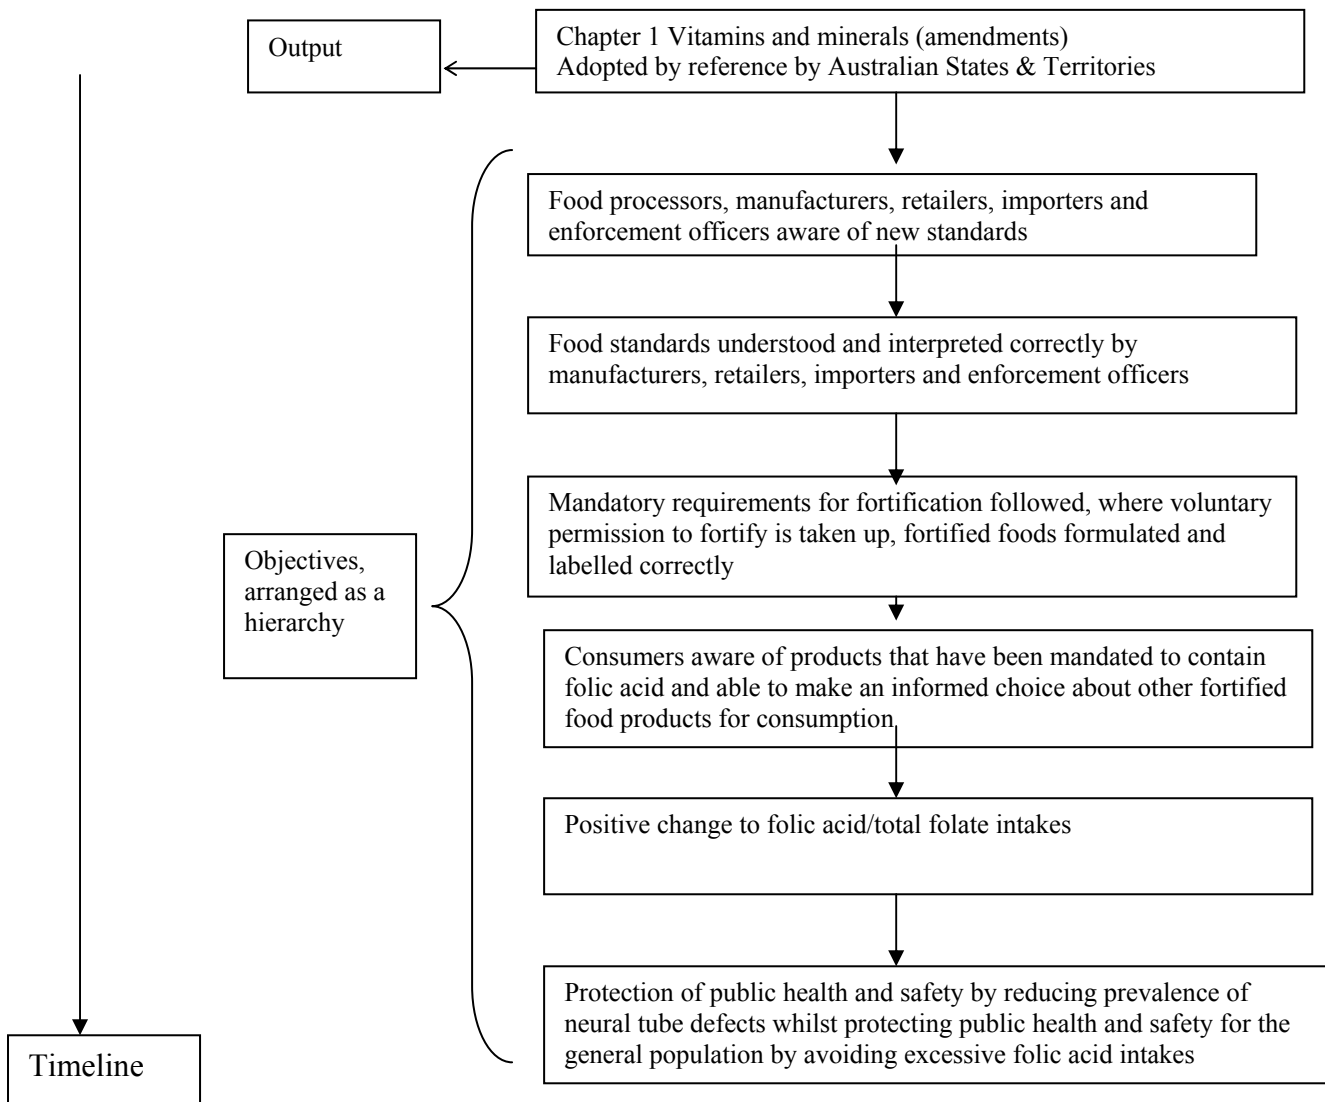 Output
Chapter 1 Vitamins and minerals (amendments)
Adopted by reference by Australian States & Territories
Food processors, manufacturers, retailers, importers and
enforcement officers aware of new standards
Food standards understood and interpreted correctly by
manufacturers, retailers, importers and enforcement officers
Mandatory requirements for fortification followed, where voluntary
permission to fortify is taken up, fortified foods formulated and
labelled correctly
Objectives,
arranged as a
hierarchy
Consumers aware of products that have been mandated to contain
folic acid and able to make an informed choice about other fortified
food products for consumption
Positive change to folic acid/total folate intakes
Protection of public health and safety by reducing prevalence of
neural tube defects whilst protecting public health and safety for the
general population by avoiding excessive folic acid intakes
Timeline